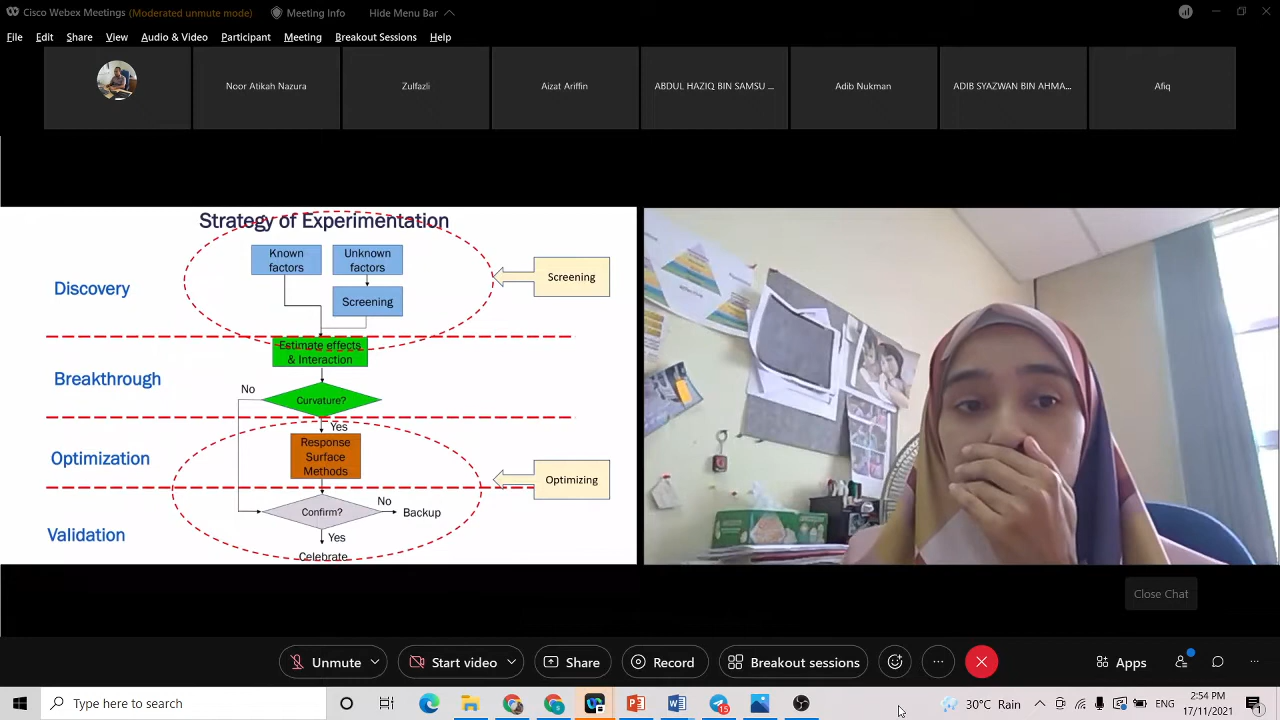 Cisco Webex Meetings (Moderated unmute mode) Meeting Info Hide Menu Bar
File Edit Share View Audio & Video Participant Meeting Breakout Sessions Help
Noor Atikah Nazura
Zulfazli
Aizat Ariffin
ABDUL HAZIQ BIN SAMSU ...
Adib Nukman
ADIB SYAZWAN BIN AHMA...
Afiq
Strategy of Experimentation
Known
factors
Unknown
factors
Screening
Discovery
Screening
Estimate effects
& Interaction
Breakthrough
No
Curvature?
Yes
Optimization
Response
Surface
Methods
Optimizing
Confirm?
No
Backup
Validation
Yes
Celebrate
Close Chat
Unmute
Start video
Share
Record
Breakout sessions
Apps
Type here to search
15
30°C Rain
2:54 PM
17/11/2021